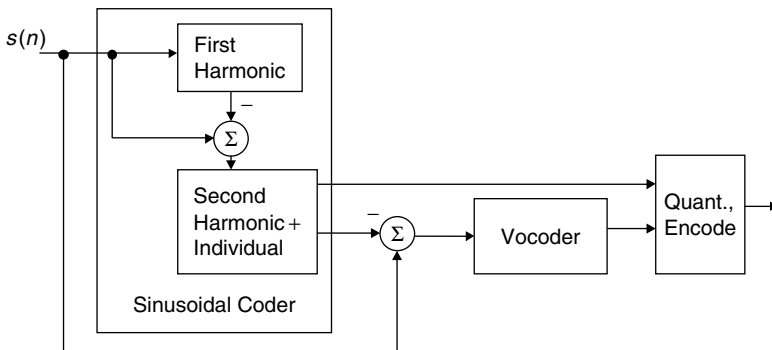 s(n)
First
Harmonic
−
Σ
Second
Harmonic +
Individual
−
Σ
Vocoder
Quant.,
Encode
Sinusoidal Coder